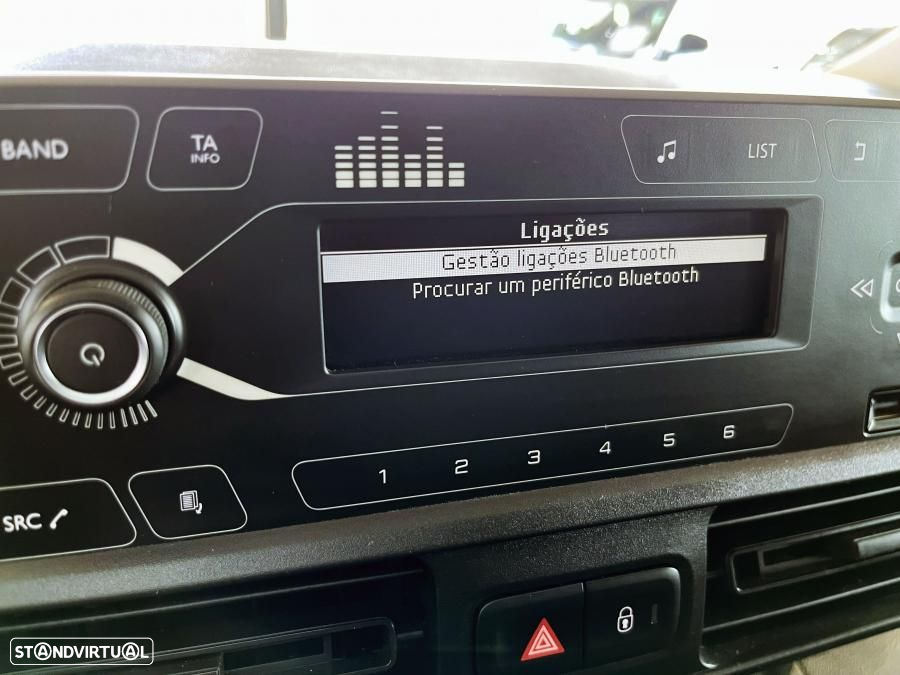 BAND
TA
INFO
LIST
Ligações
Gestão ligações Bluetooth
Procurar um periférico Bluetooth
1 2 3 4 5 6
SRC
STANDVIRTUAL